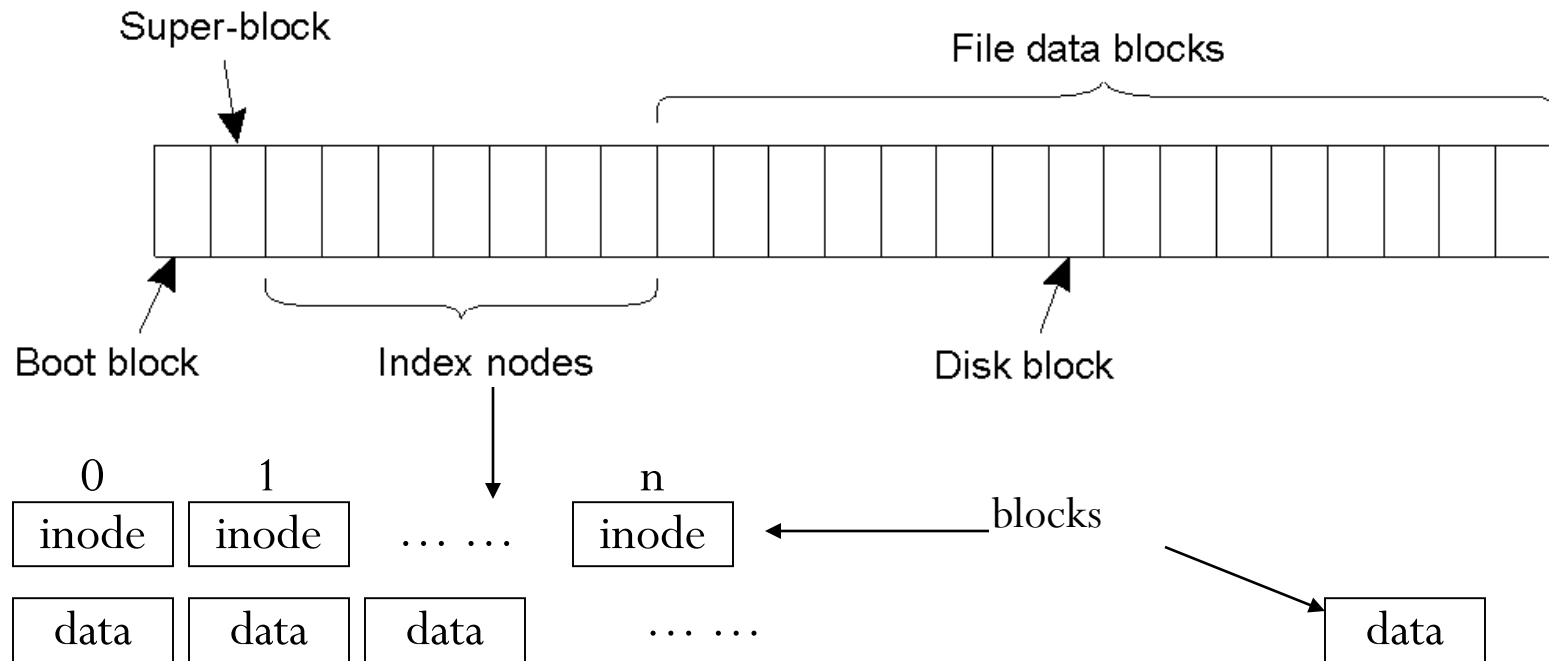 Super-block
File data blocks
Boot block
Index nodes
Disk block
0 1 n
inode inode … … inode
blocks
data data data … … data